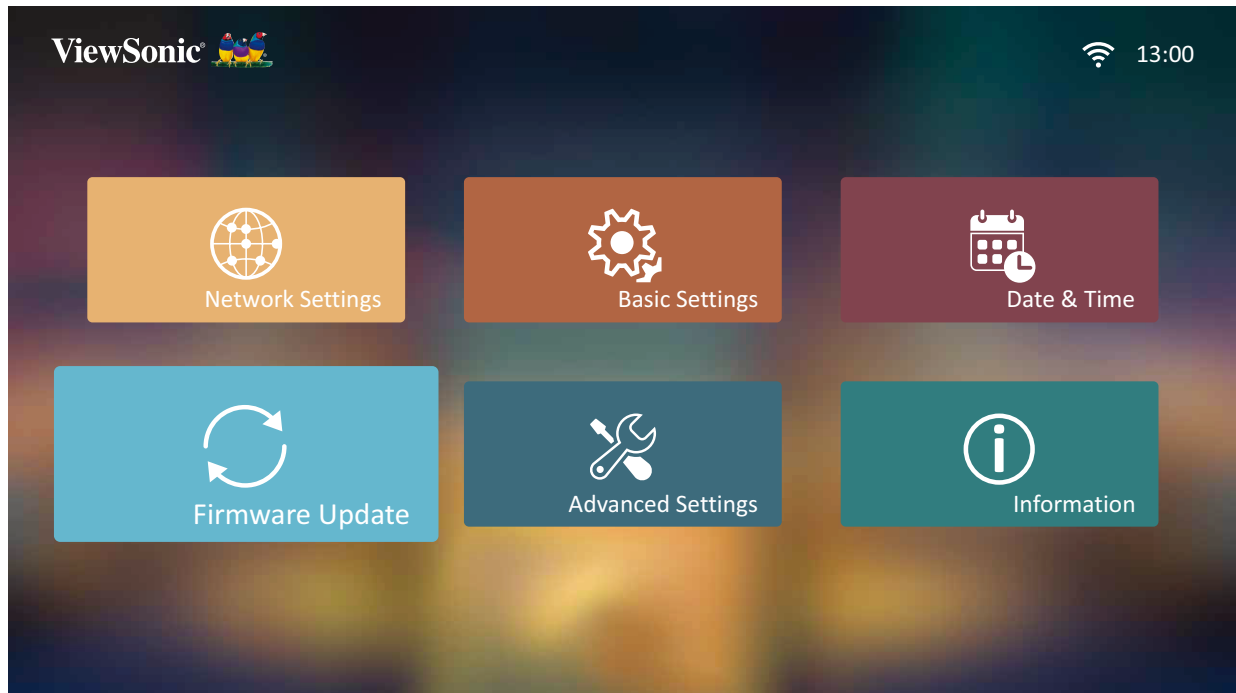 ViewSonic®
13:00
Network Settings
Basic Settings
Date & Time
Firmware Update
Advanced Settings
Information